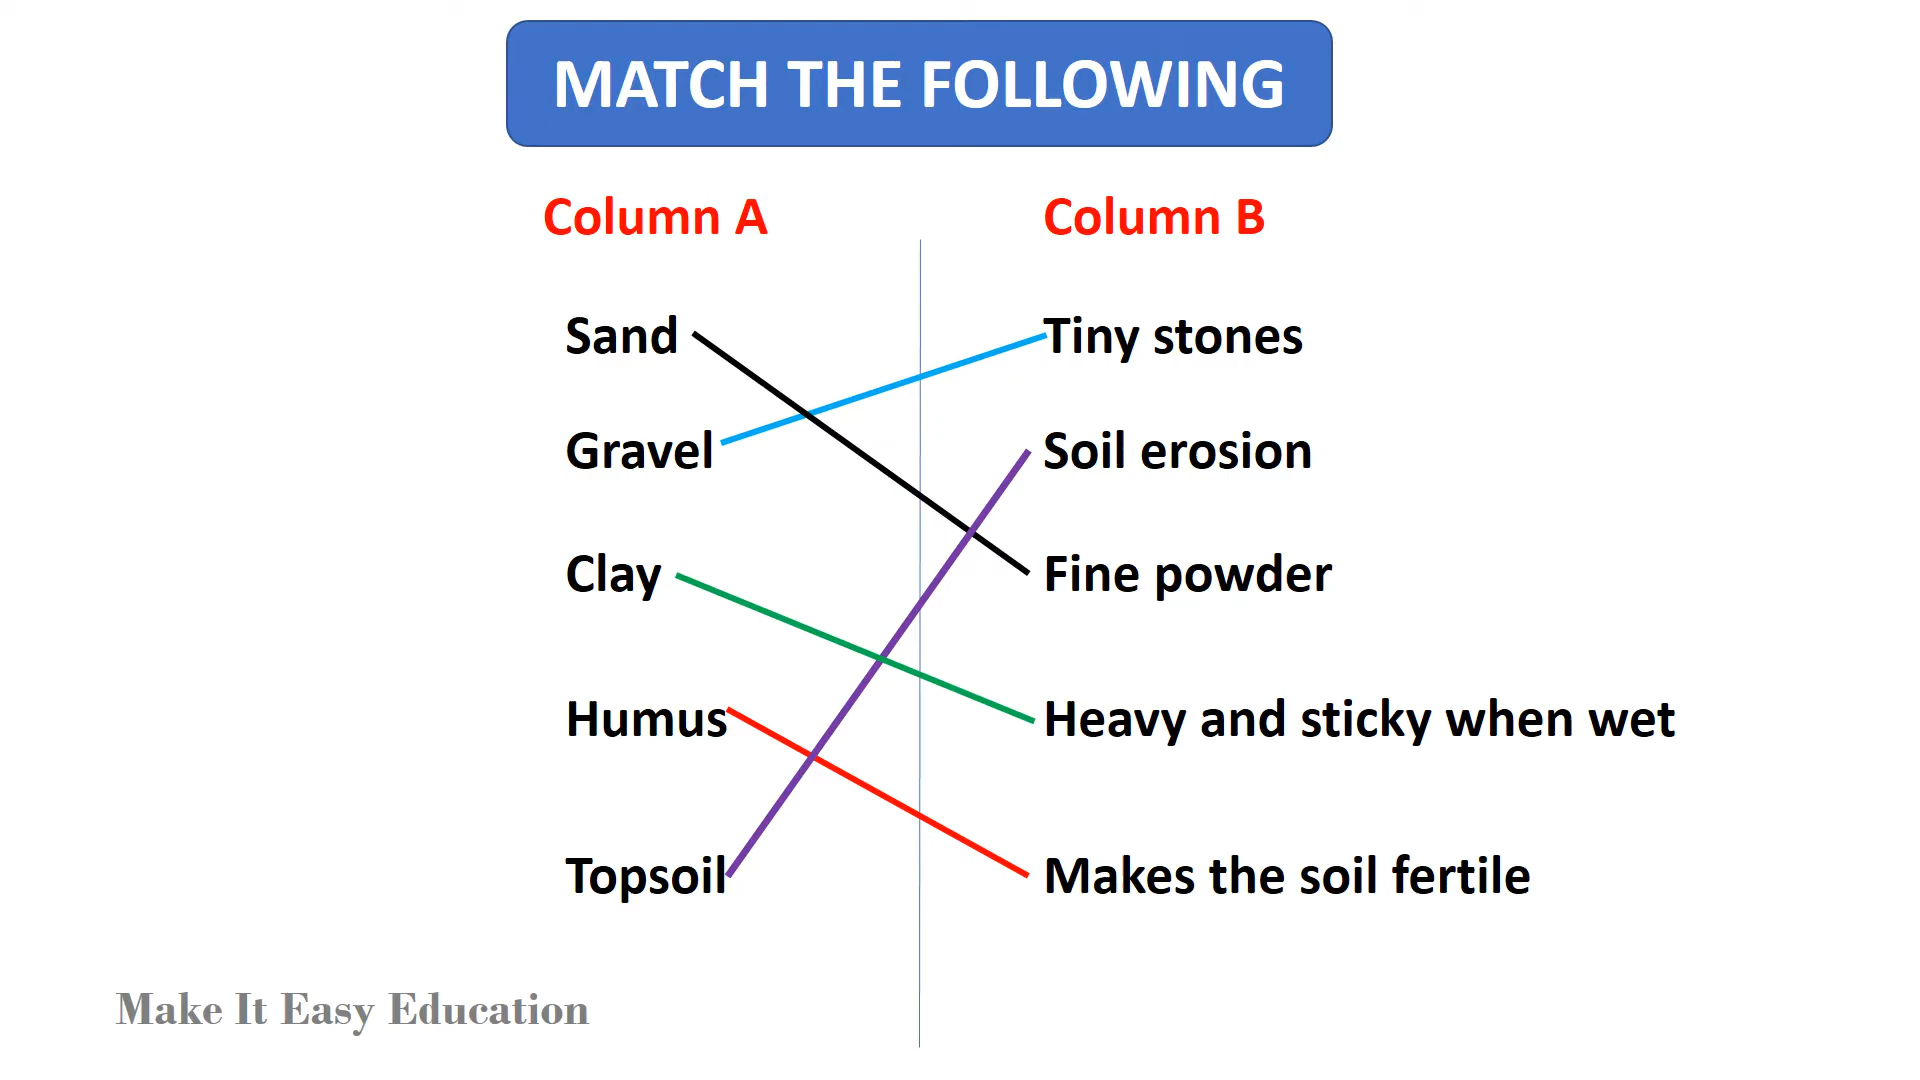 MATCH THE FOLLOWING
Column A Column B
Sand Tiny stones
Gravel Soil erosion
Clay Fine powder
Humus Heavy and sticky when wet
Topsoil Makes the soil fertile
Make It Easy Education